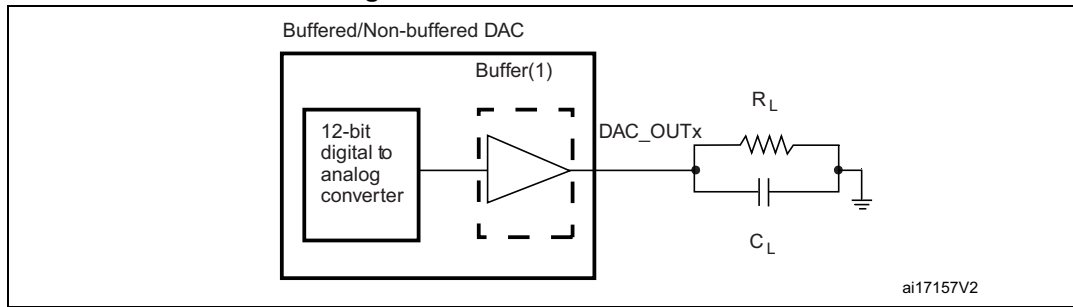 Buffered/Non-buffered DAC
Buffer(1)
12-bit
digital to
analog
converter
DAC_OUTx
R L
C L
ai17157V2